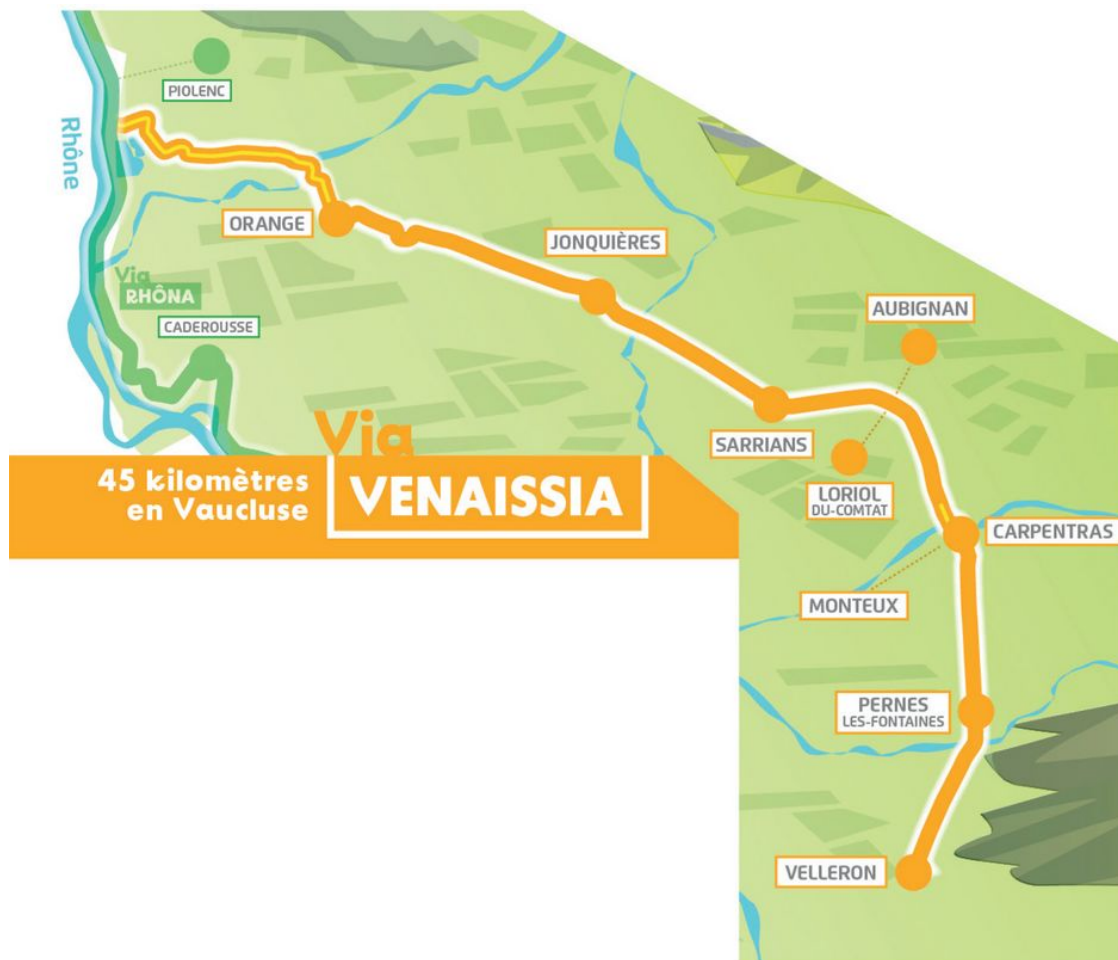 PIOLENC
Rhône
ORANGE
JONQUIÈRES
Via
RHÔNA
CADEROUSSE
AUBIGNAN
SARRIANS
LORIOL
DU-COMTAT
Via
VENAISSIA
45 kilomètres
en Vaucluse
CARPENTRAS
MONTEUX
PERNES
LES-FONTAINES
VELLERON